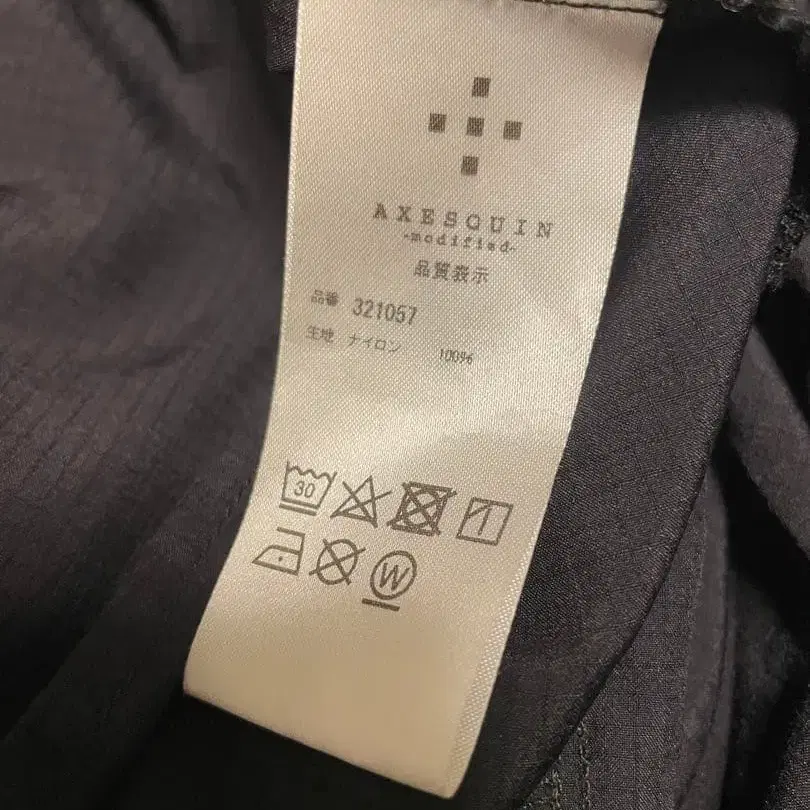 AXESQUIN
-modified-
品質表示
品番 321057
生地 ナイロン 100%
30
W